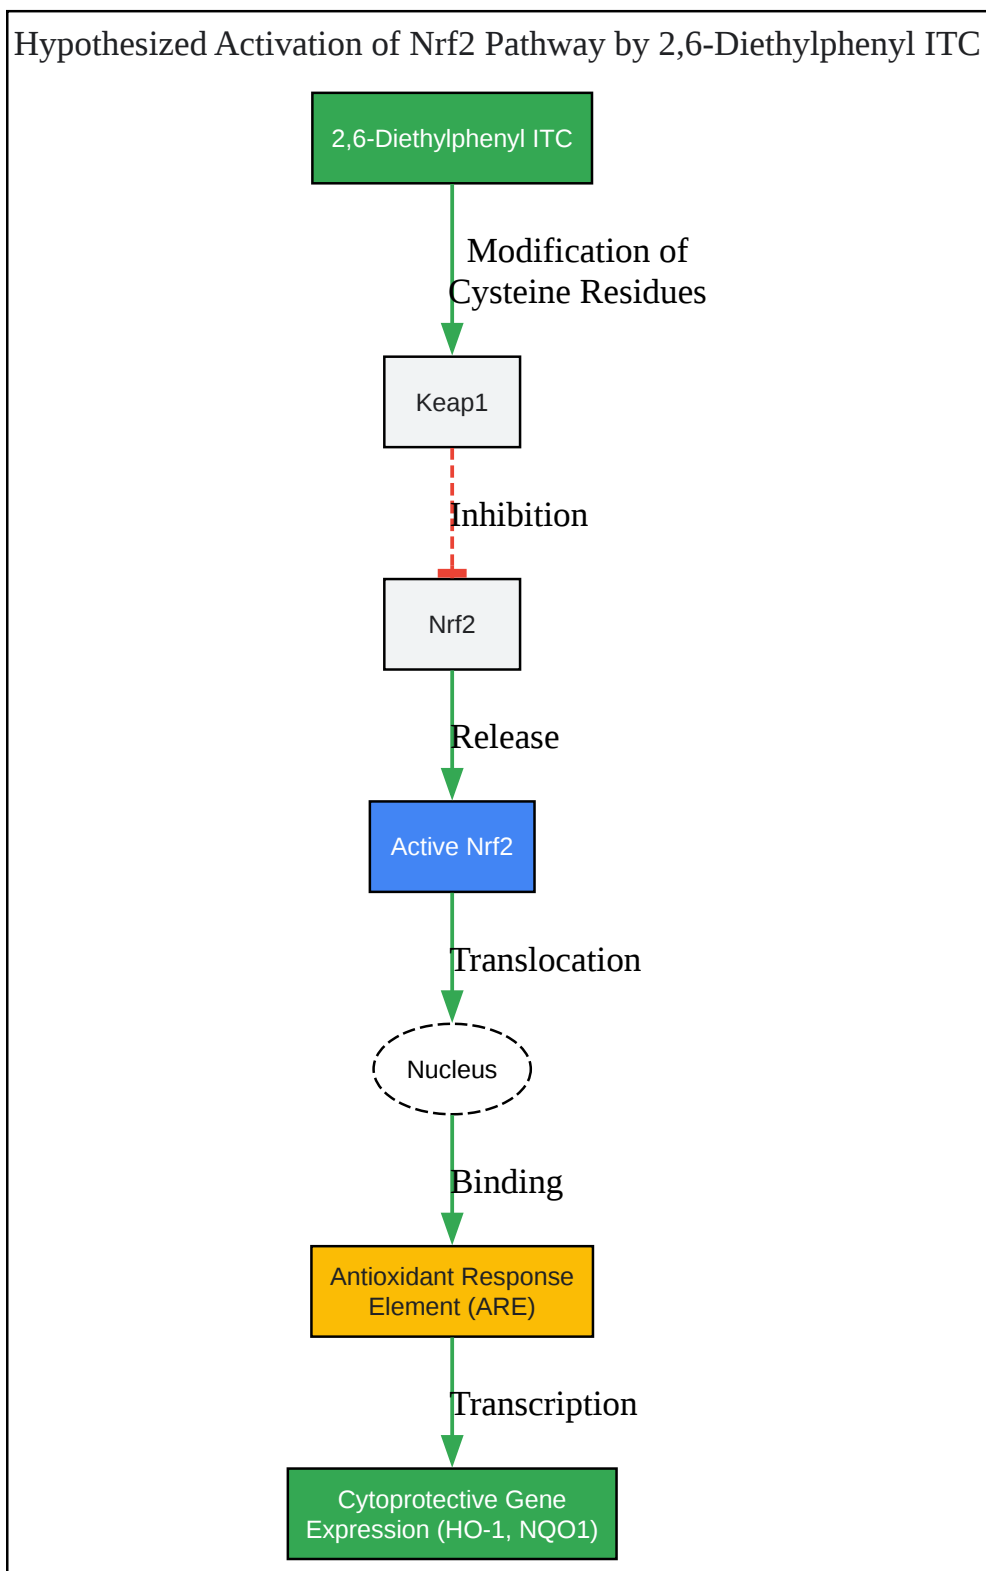 Hypothesized Activation of Nrf2 Pathway by 2,6-Diethylphenyl ITC
2,6-Diethylphenyl ITC
Modification of
Cysteine Residues
Keap1
Inhibition
Nrf2
Release
Active Nrf2
Translocation
Nucleus
Binding
Antioxidant Response
Element (ARE)
Transcription
Cytoprotective Gene
Expression (HO-1, NQO1)